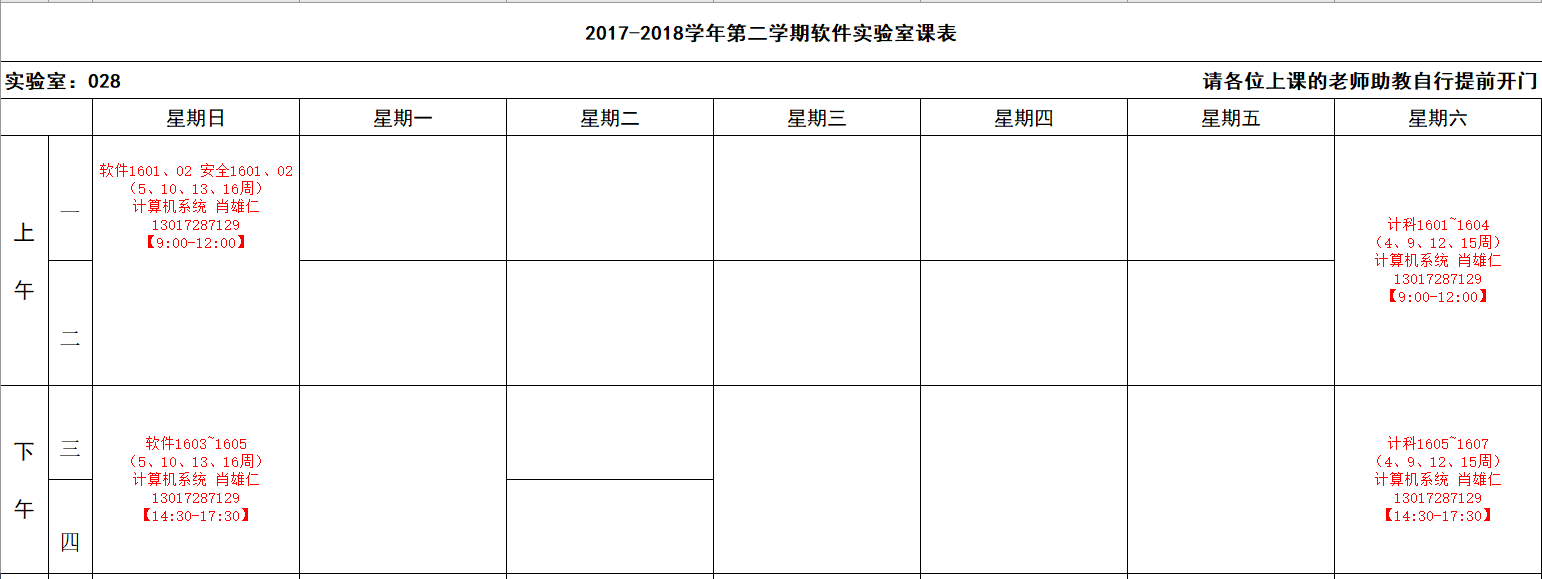 2017-2018学年第二学期软件实验室课表
实验室：028
请各位上课的老师助教自行提前开门
星期日
星期一
星期二
星期三
星期四
星期五
星期六
上午
一
软件1601、02 安全1601、02
（5、10、13、16周）
计算机系统 肖雄仁
13017287129
【9:00-12:00】
计科1601~1604
（4、9、12、15周）
计算机系统 肖雄仁
13017287129
【9:00-12:00】
二
下午
三
软件1603~1605
（5、10、13、16周）
计算机系统 肖雄仁
13017287129
【14:30-17:30】
计科1605~1607
（4、9、12、15周）
计算机系统 肖雄仁
13017287129
【14:30-17:30】
四